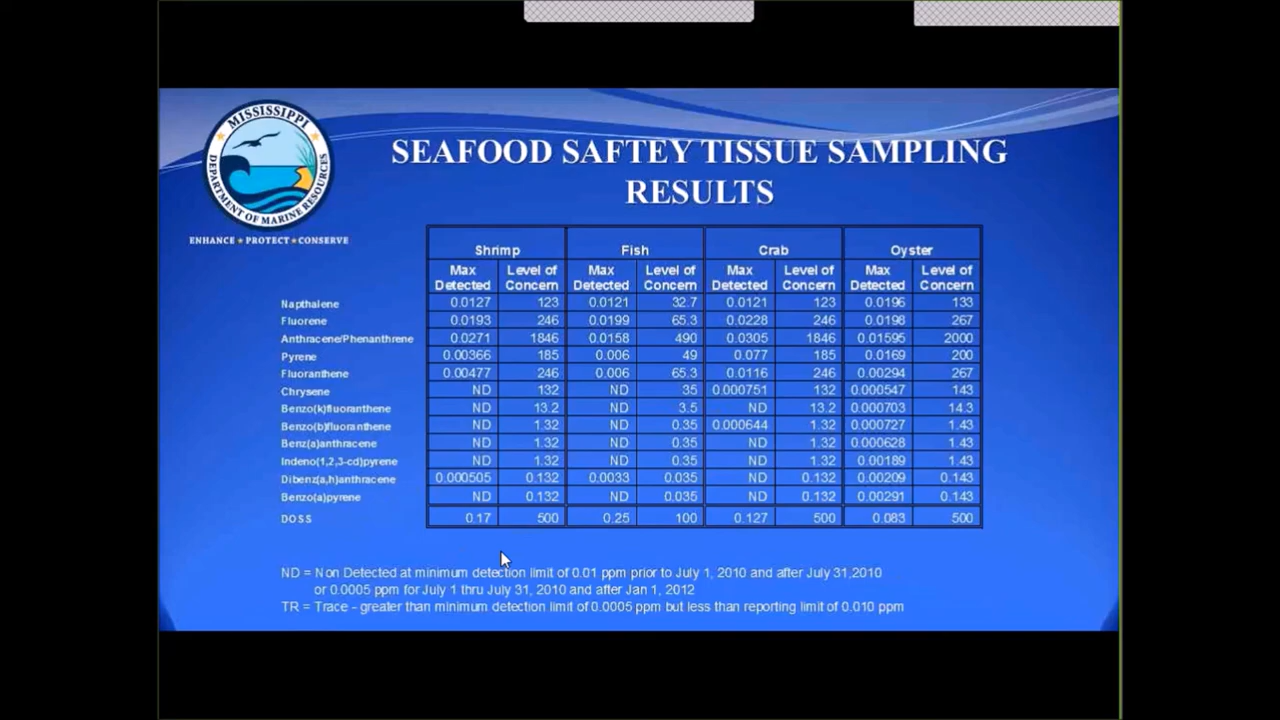 MISSISSIPPI
DEPARTMENT OF MARINE RESOURCES
ENHANCE ★ PROTECT ★ CONSERVE
SEAFOOD SAFTEY TISSUE SAMPLING
RESULTS
Shrimp Fish Crab Oyster
Max Level of Max Level of Max Level of Max Level of
Detected Concern Detected Concern Detected Concern Detected Concern
Napthalene 0.0127 123 0.0121 32.7 0.0121 123 0.0196 133
Fluorene 0.0193 246 0.0199 65.3 0.0228 246 0.0198 267
Anthracene/Phenanthrene 0.0271 1846 0.0158 490 0.0305 1846 0.01595 2000
Pyrene 0.00366 185 0.006 49 0.077 185 0.0169 200
Fluoranthene 0.00477 246 0.006 65.3 0.0116 246 0.00294 267
Chrysene ND 132 ND 35 0.000751 132 0.000547 143
Benzo(k)fluoranthene ND 13.2 ND 3.5 ND 13.2 0.000703 14.3
Benzo(b)fluoranthene ND 1.32 ND 0.35 0.000644 1.32 0.000727 1.43
Benz(a)anthracene ND 1.32 ND 0.35 ND 1.32 0.000628 1.43
Indeno(1,2,3-cd)pyrene ND 1.32 ND 0.35 ND 1.32 0.00189 1.43
Dibenz(a,h)anthracene 0.000505 0.132 0.0033 0.035 ND 0.132 0.00209 0.143
Benzo(a)pyrene ND 0.132 ND 0.035 ND 0.132 0.00291 0.143
DOSS 0.17 500 0.25 100 0.127 500 0.083 500
ND = Non Detected at minimum detection limit of 0.01 ppm prior to July 1, 2010 and after July 31,2010
or 0.0005 ppm for July 1 thru July 31, 2010 and after Jan 1, 2012
TR = Trace - greater than minimum detection limit of 0.0005 ppm but less than reporting limit of 0.010 ppm